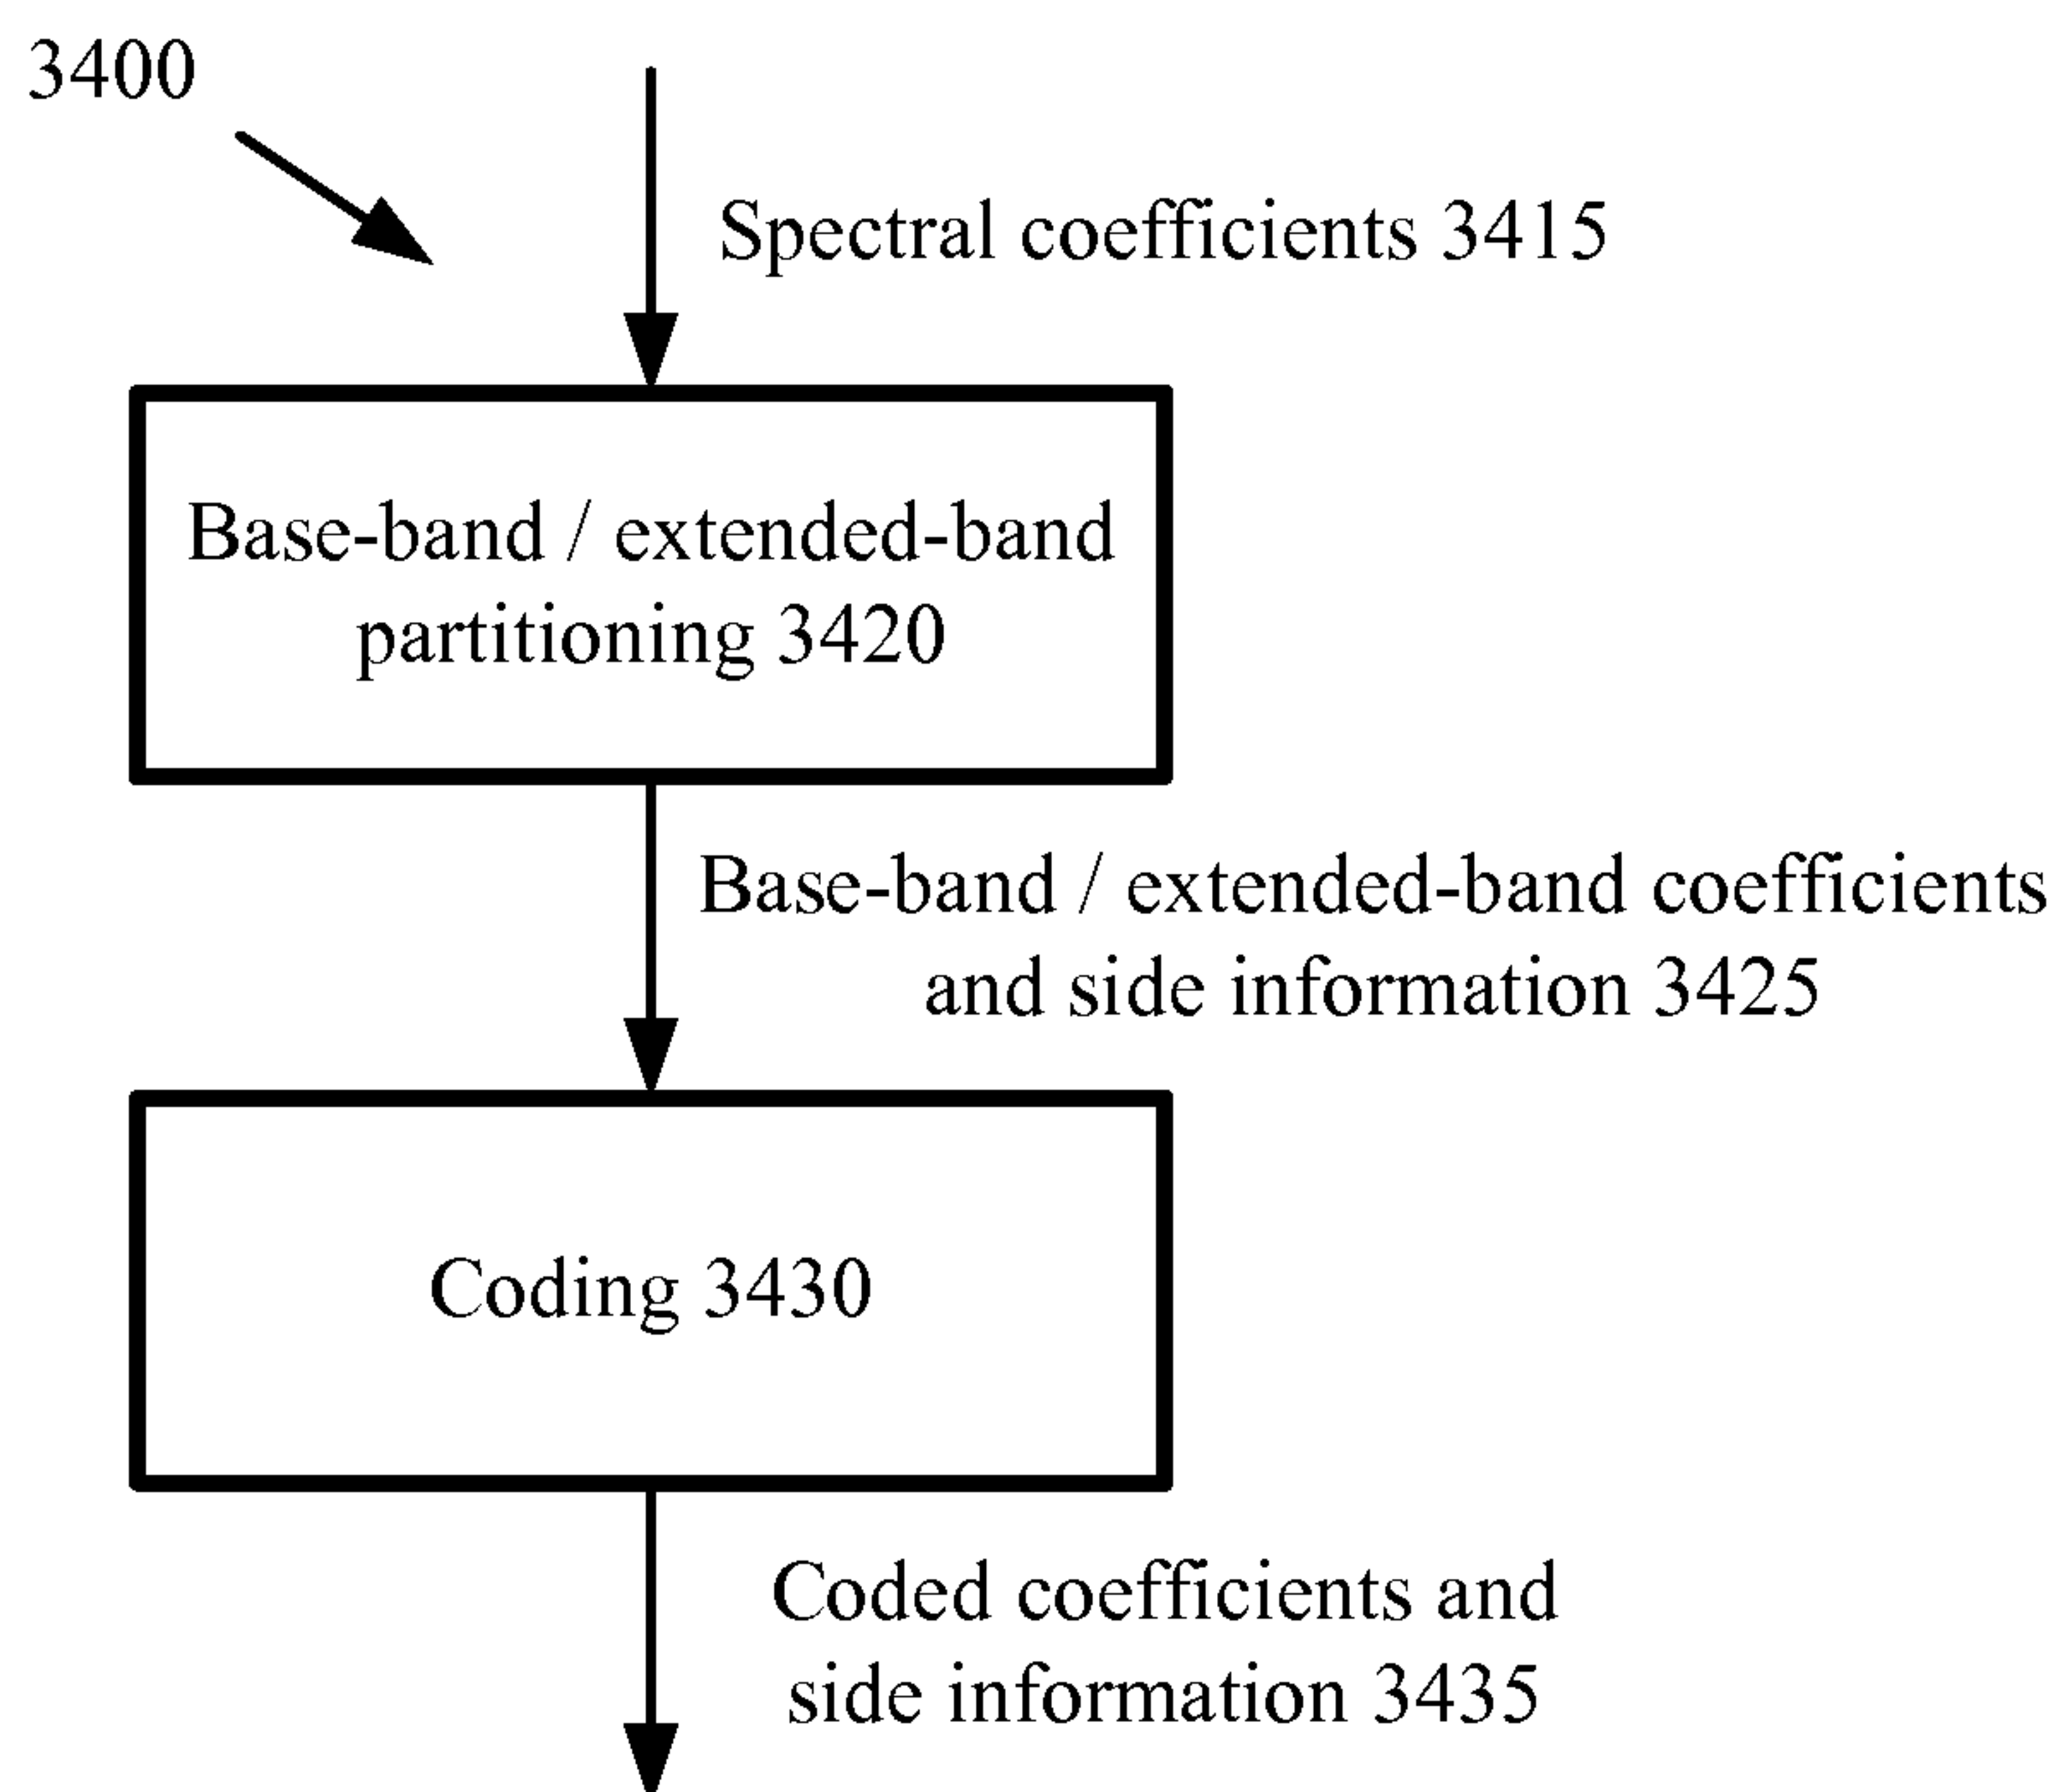 3400
Spectral coefficients 3415
Base-band / extended-band
partitioning 3420
Base-band / extended-band coefficients
and side information 3425
Coding 3430
Coded coefficients and
side information 3435